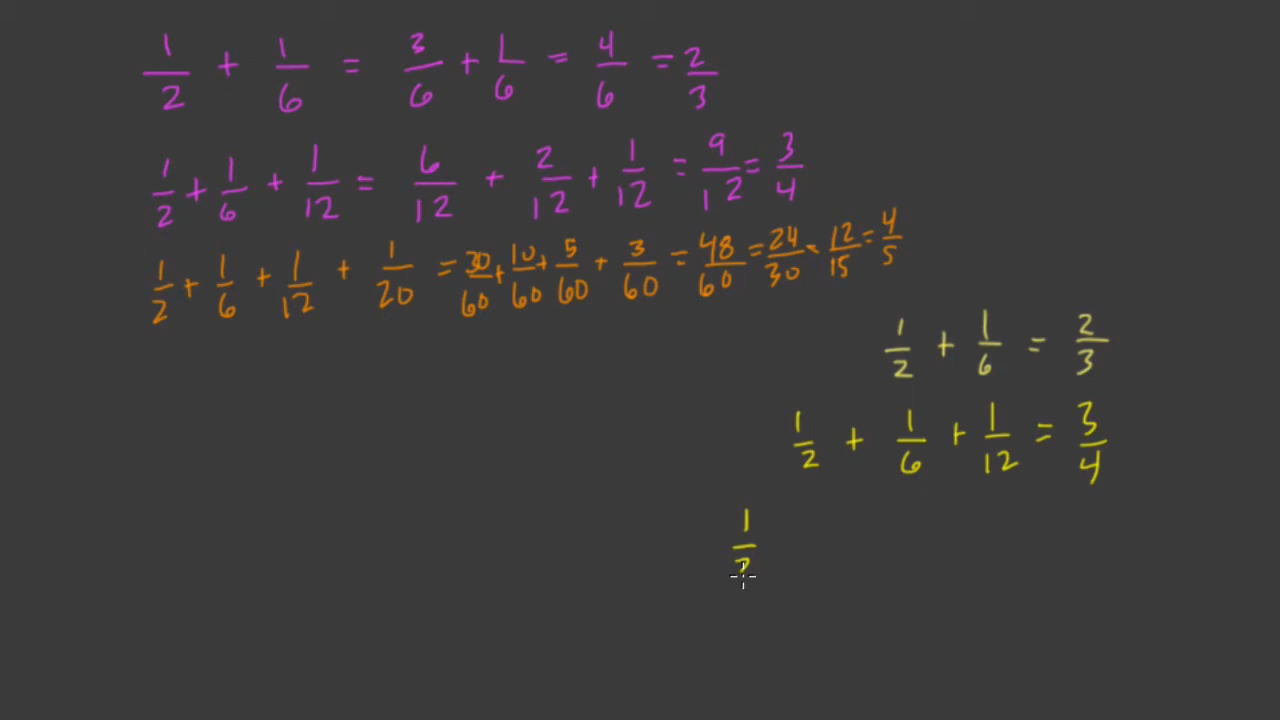 1/2 + 1/6 = 3/6 + 1/6 = 4/6 = 2/3
1/2 + 1/6 + 1/12 = 6/12 + 2/12 + 1/12 = 9/12 = 3/4
1/2 + 1/6 + 1/12 + 1/20 = 30/60 + 10/60 + 5/60 + 3/60 = 48/60 = 24/30 = 12/15 = 4/5
1/2 + 1/6 = 2/3
1/2 + 1/6 + 1/12 = 3/4
1/2